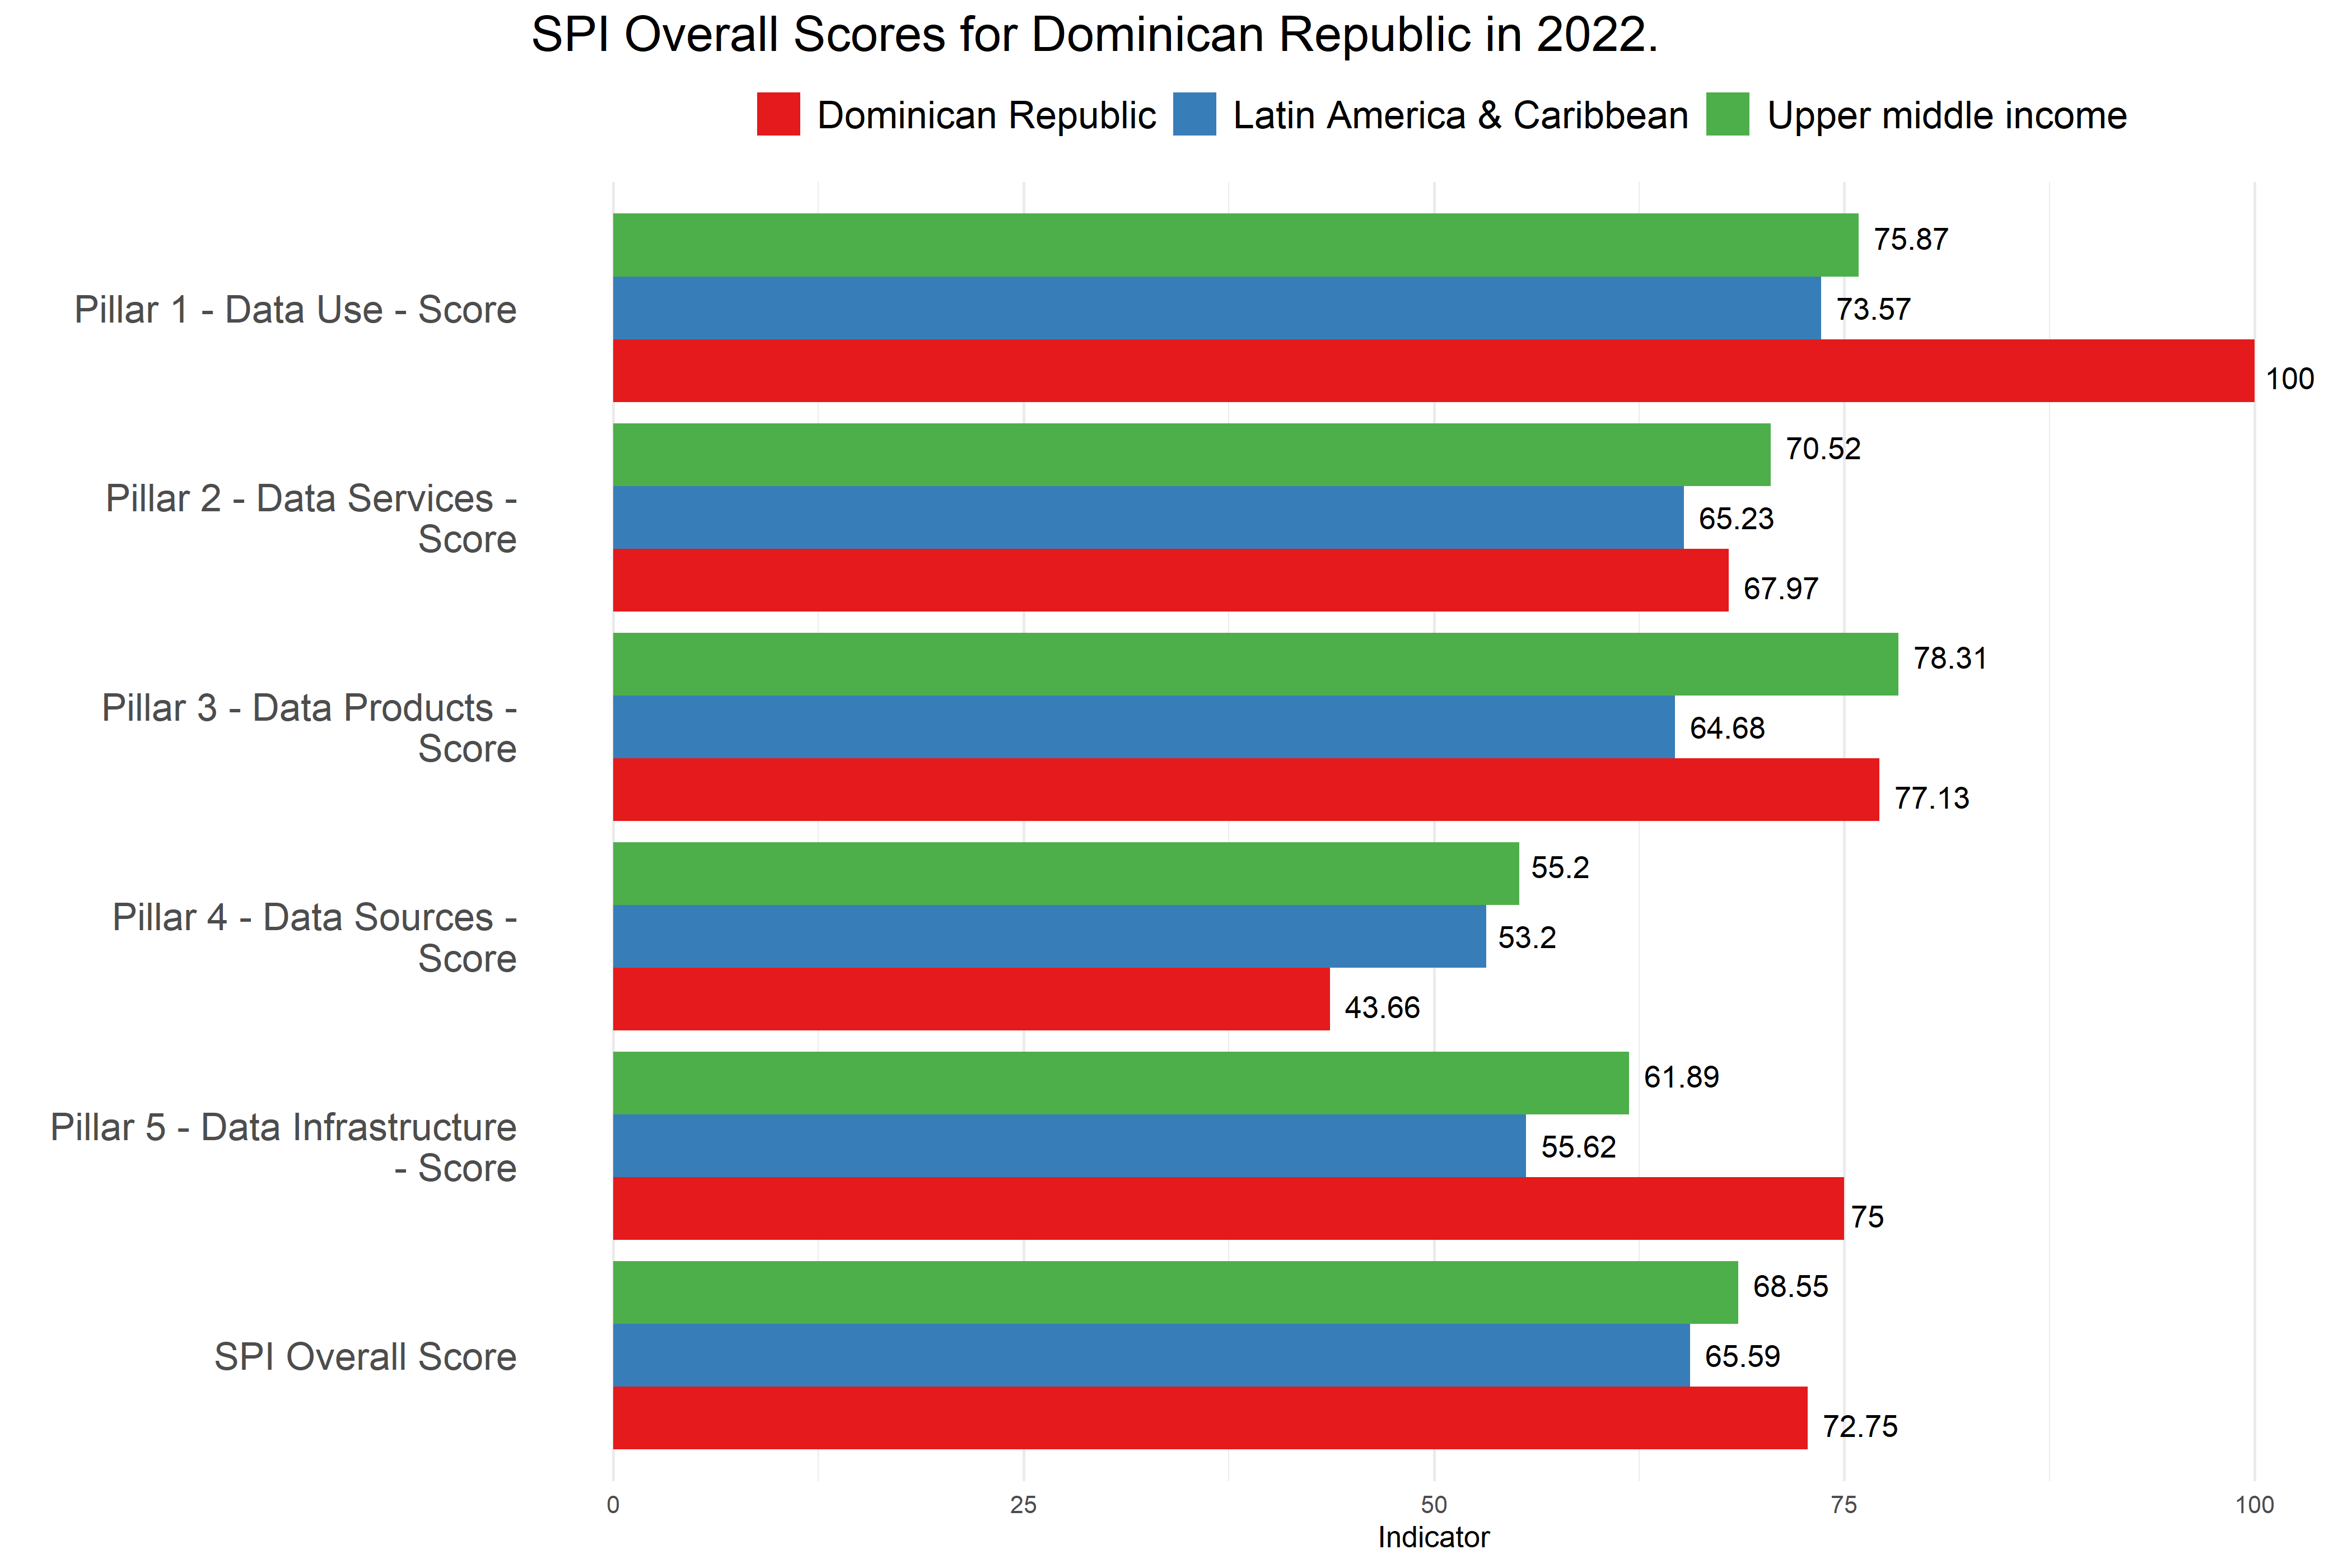 SPI Overall Scores for Dominican Republic in 2022.
Dominican Republic Latin America & Caribbean Upper middle income
Pillar 1 - Data Use - Score
75.87
73.57
100
Pillar 2 - Data Services -
Score
70.52
65.23
67.97
Pillar 3 - Data Products -
Score
78.31
64.68
77.13
Pillar 4 - Data Sources -
Score
55.2
53.2
43.66
Pillar 5 - Data Infrastructure
- Score
61.89
55.62
75
SPI Overall Score
68.55
65.59
72.75
0 25 50 75 100
Indicator